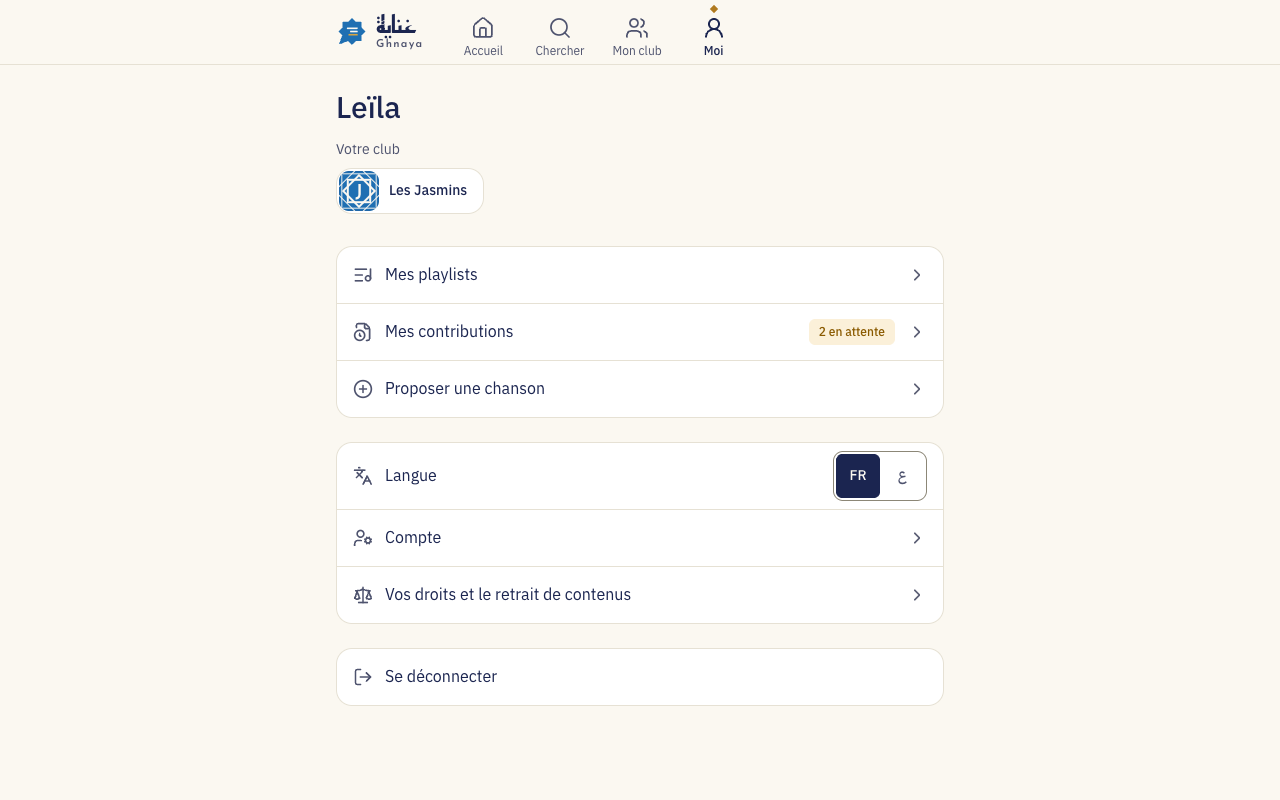 غناية
Ghnaya
Accueil
Chercher
Mon club
Moi
Leïla
Votre club
J
Les Jasmins
Mes playlists
Mes contributions
2 en attente
Proposer une chanson
Langue
FR
ع
Compte
Vos droits et le retrait de contenus
Se déconnecter